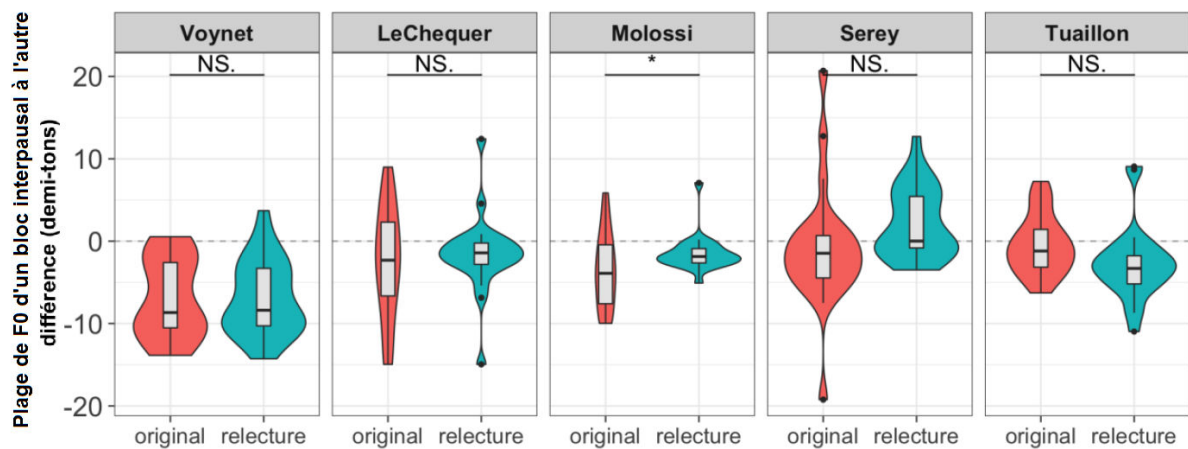 Plage de F0 d'un bloc interpausal à l'autre
différence (demi-tons)
Voynet LeChequer Molossi Serey Tuaillon
NS. NS. * NS. NS.
20
10
0
-10
-20
original relecture original relecture original relecture original relecture original relecture